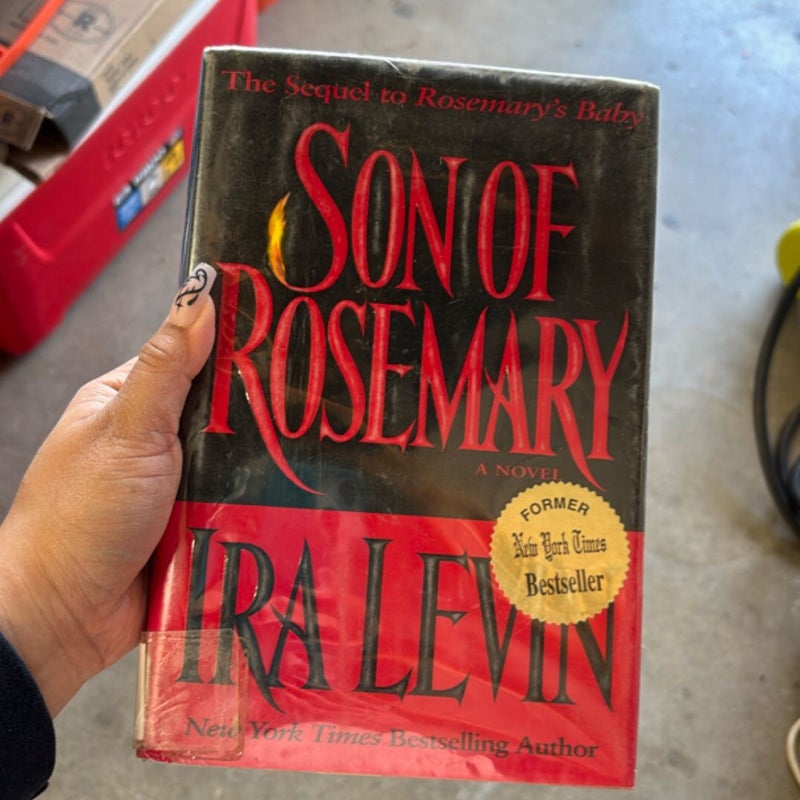 The Sequel to Rosemary's Baby
SON OF
ROSEMARY
A NOVEL
FORMER
New York Times
Bestseller
IRA LEVIN
New York Times Bestselling Author